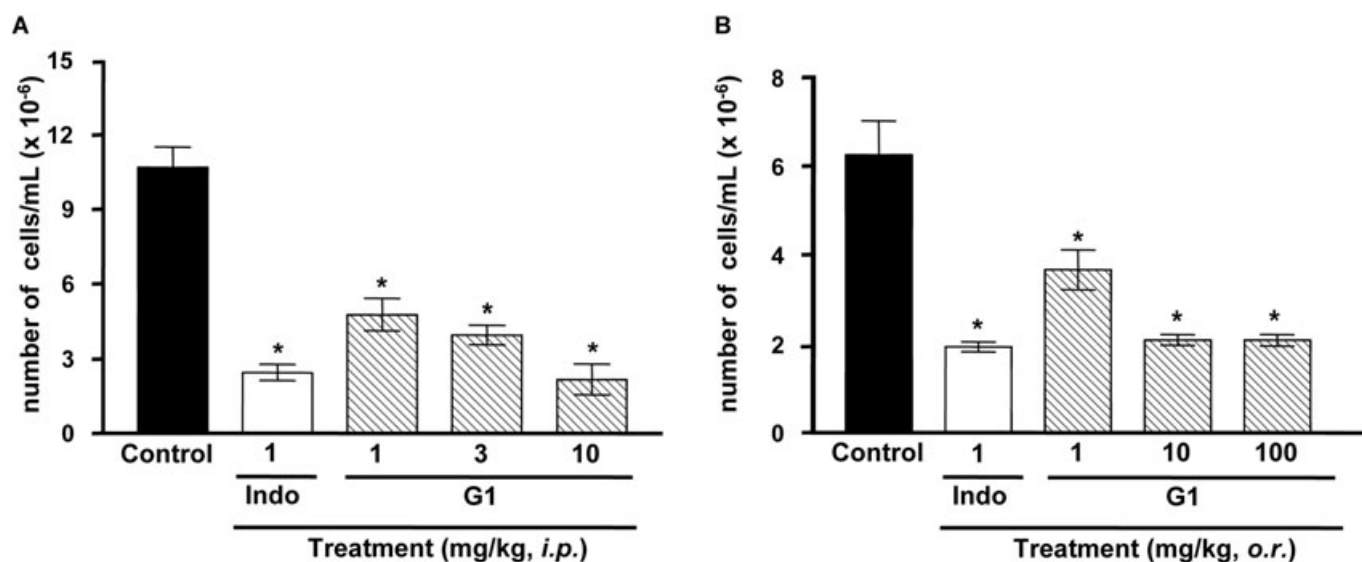 A
number of cells/mL (x 10⁻⁶)
15
12
9
6
3
0
* * * *
Control 1 1 3 10
Indo G1
Treatment (mg/kg, i.p.)
B
number of cells/mL (x 10⁻⁶)
8
6
4
2
0
* * * *
Control 1 1 10 100
Indo G1
Treatment (mg/kg, o.r.)